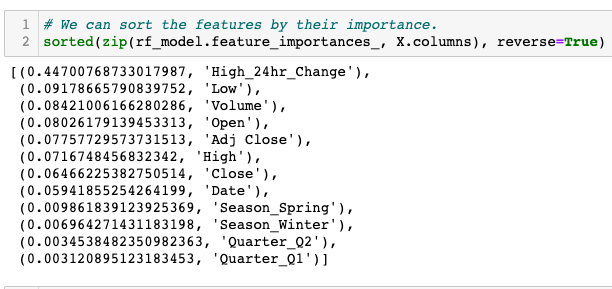 1 # We can sort the features by their importance.
2 sorted(zip(rf_model.feature_importances_, X.columns), reverse=True)
[(0.44700768733017987, 'High_24hr_Change'),
(0.09178665790839752, 'Low'),
(0.08421006166280286, 'Volume'),
(0.08026179139453313, 'Open'),
(0.07757729573731513, 'Adj Close'),
(0.0716748456832342, 'High'),
(0.06466225382750514, 'Close'),
(0.05941855254264199, 'Date'),
(0.009861839123925369, 'Season_Spring'),
(0.006964271431183198, 'Season_Winter'),
(0.0034538482350982363, 'Quarter_Q2'),
(0.003120895123183453, 'Quarter_Q1')]